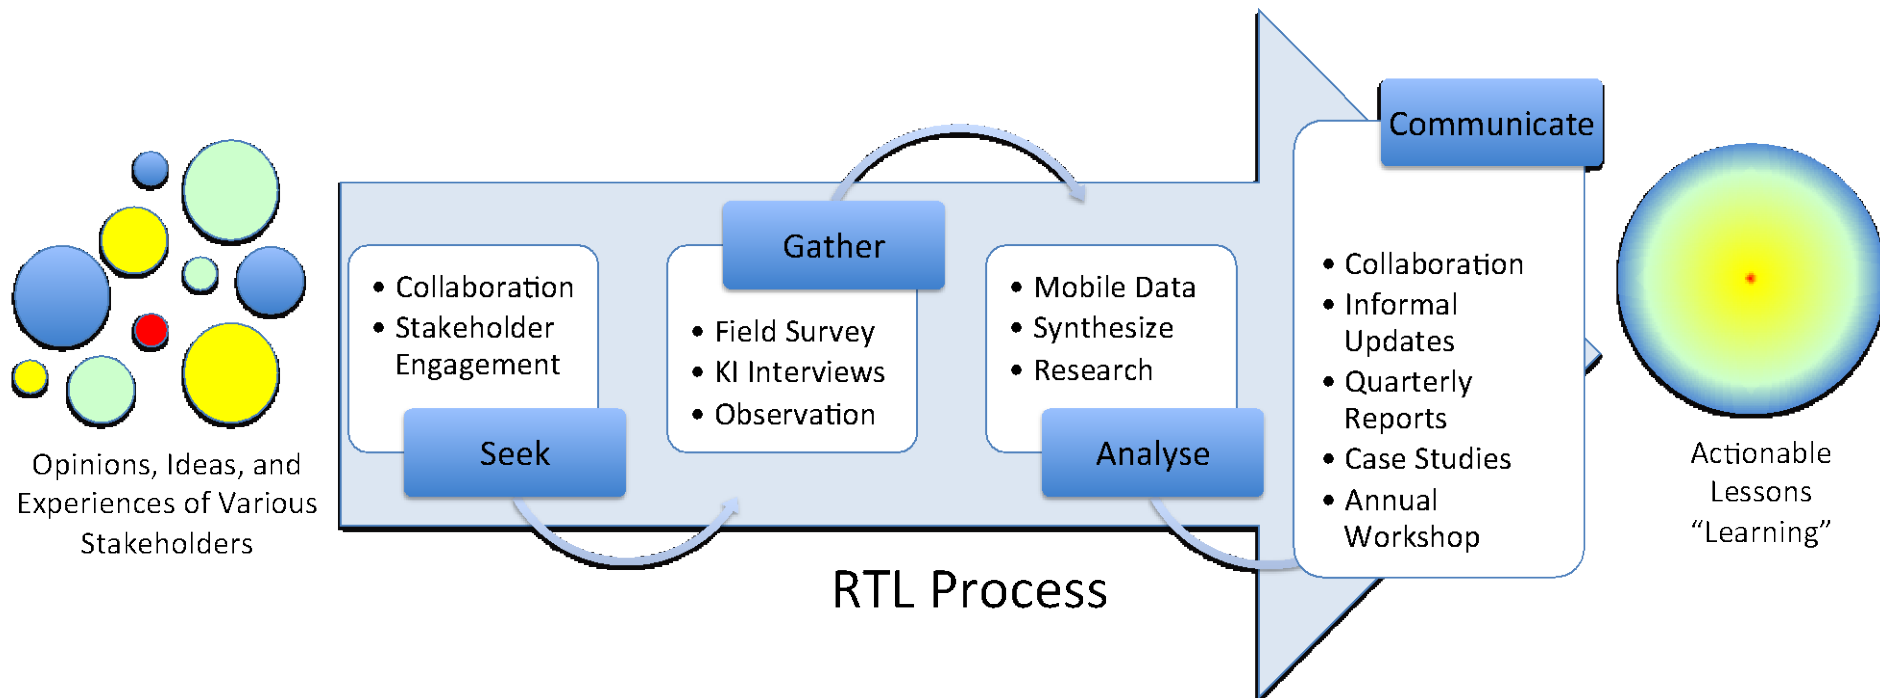 Opinions, Ideas, and
Experiences of Various
Stakeholders
• Collaboration
• Stakeholder
Engagement
Seek
Gather
• Field Survey
• KI Interviews
• Observation
• Mobile Data
• Synthesize
• Research
Analyse
Communicate
• Collaboration
• Informal
Updates
• Quarterly
Reports
• Case Studies
• Annual
Workshop
Actionable
Lessons
“Learning”
RTL Process